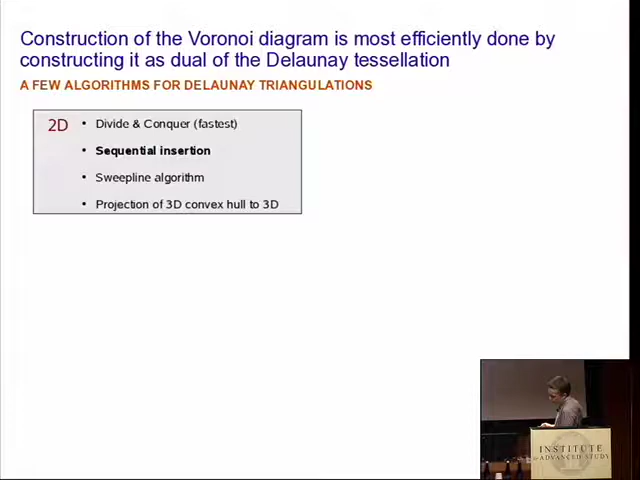 Construction of the Voronoi diagram is most efficiently done by
constructing it as dual of the Delaunay tessellation
A FEW ALGORITHMS FOR DELAUNAY TRIANGULATIONS
2D
• Divide & Conquer (fastest)
• Sequential insertion
• Sweepline algorithm
• Projection of 3D convex hull to 3D
INSTITUTE
for ADVANCED STUDY